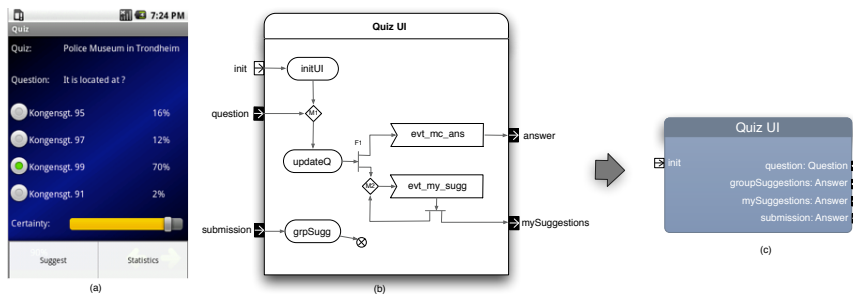 7:24 PM
Quiz
Quiz: Police Museum in Trondheim
Question: It is located at ?
Kongensgt. 95 16%
Kongensgt. 97 12%
Kongensgt. 99 70%
Kongensgt. 91 2%
Certainty:
Suggest Statistics
(a)
Quiz UI
init
initUI
question
M1
evt_mc_ans
answer
F1
updateQ
M2
evt_my_sugg
submission
grpSugg
mySuggestions
(b)
Quiz UI
init
question: Question
groupSuggestions: Answer
mySuggestions: Answer
submission: Answer
(c)